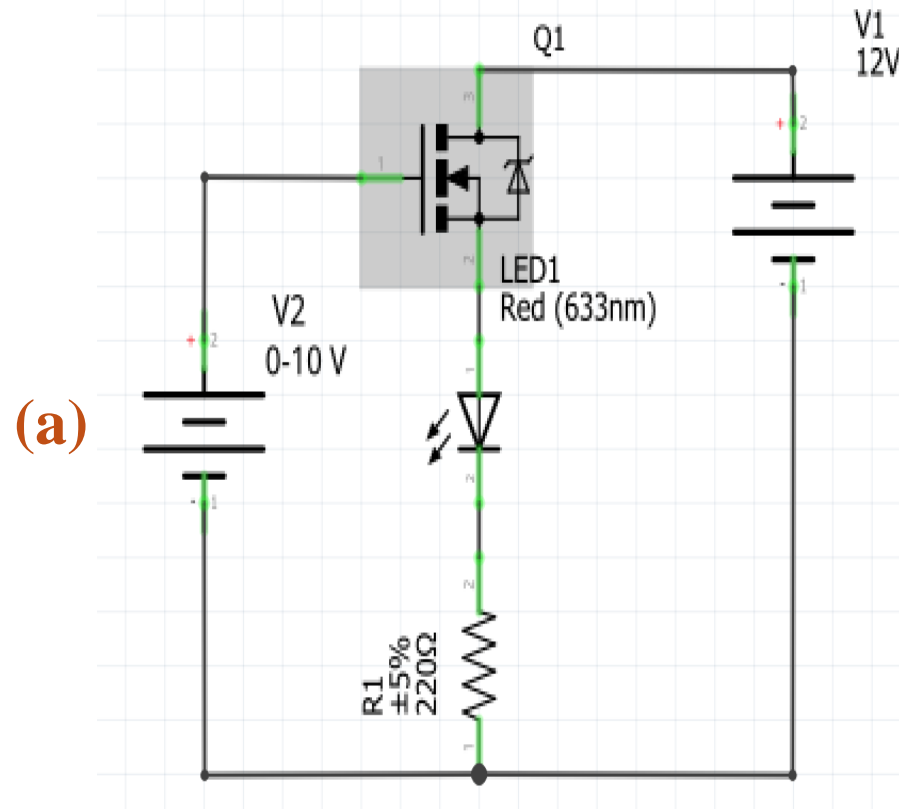 Q1
V1
12V
3
1
+ 2
2
LED1
Red (633nm)
- 1
V2
0-10 V
+ 2
1
(a)
2
- 1
2
R1
±5%
220Ω
1